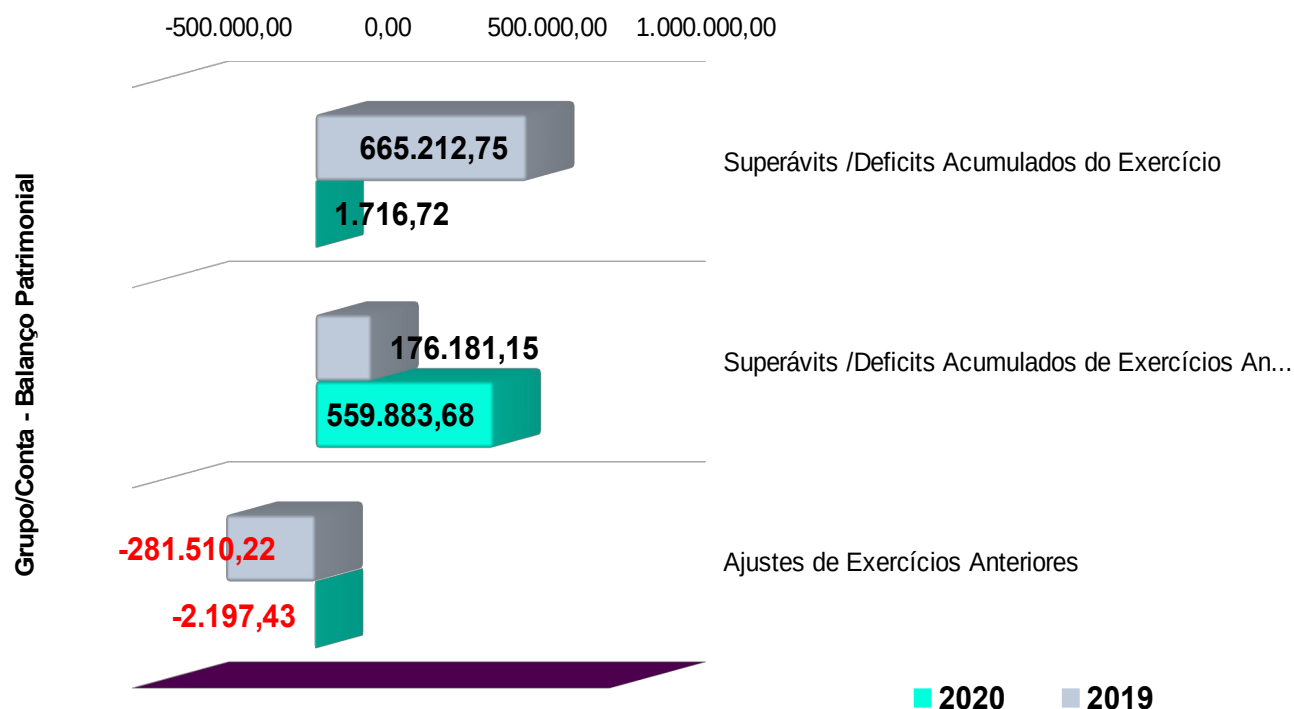 -500.000,00 0,00 500.000,00 1.000.000,00
Grupo/Conta - Balanço Patrimonial
665.212,75
Superávits /Deficits Acumulados do Exercício
1.716,72
176.181,15
Superávits /Deficits Acumulados de Exercícios An...
559.883,68
-281.510,22
Ajustes de Exercícios Anteriores
-2.197,43
2020 2019